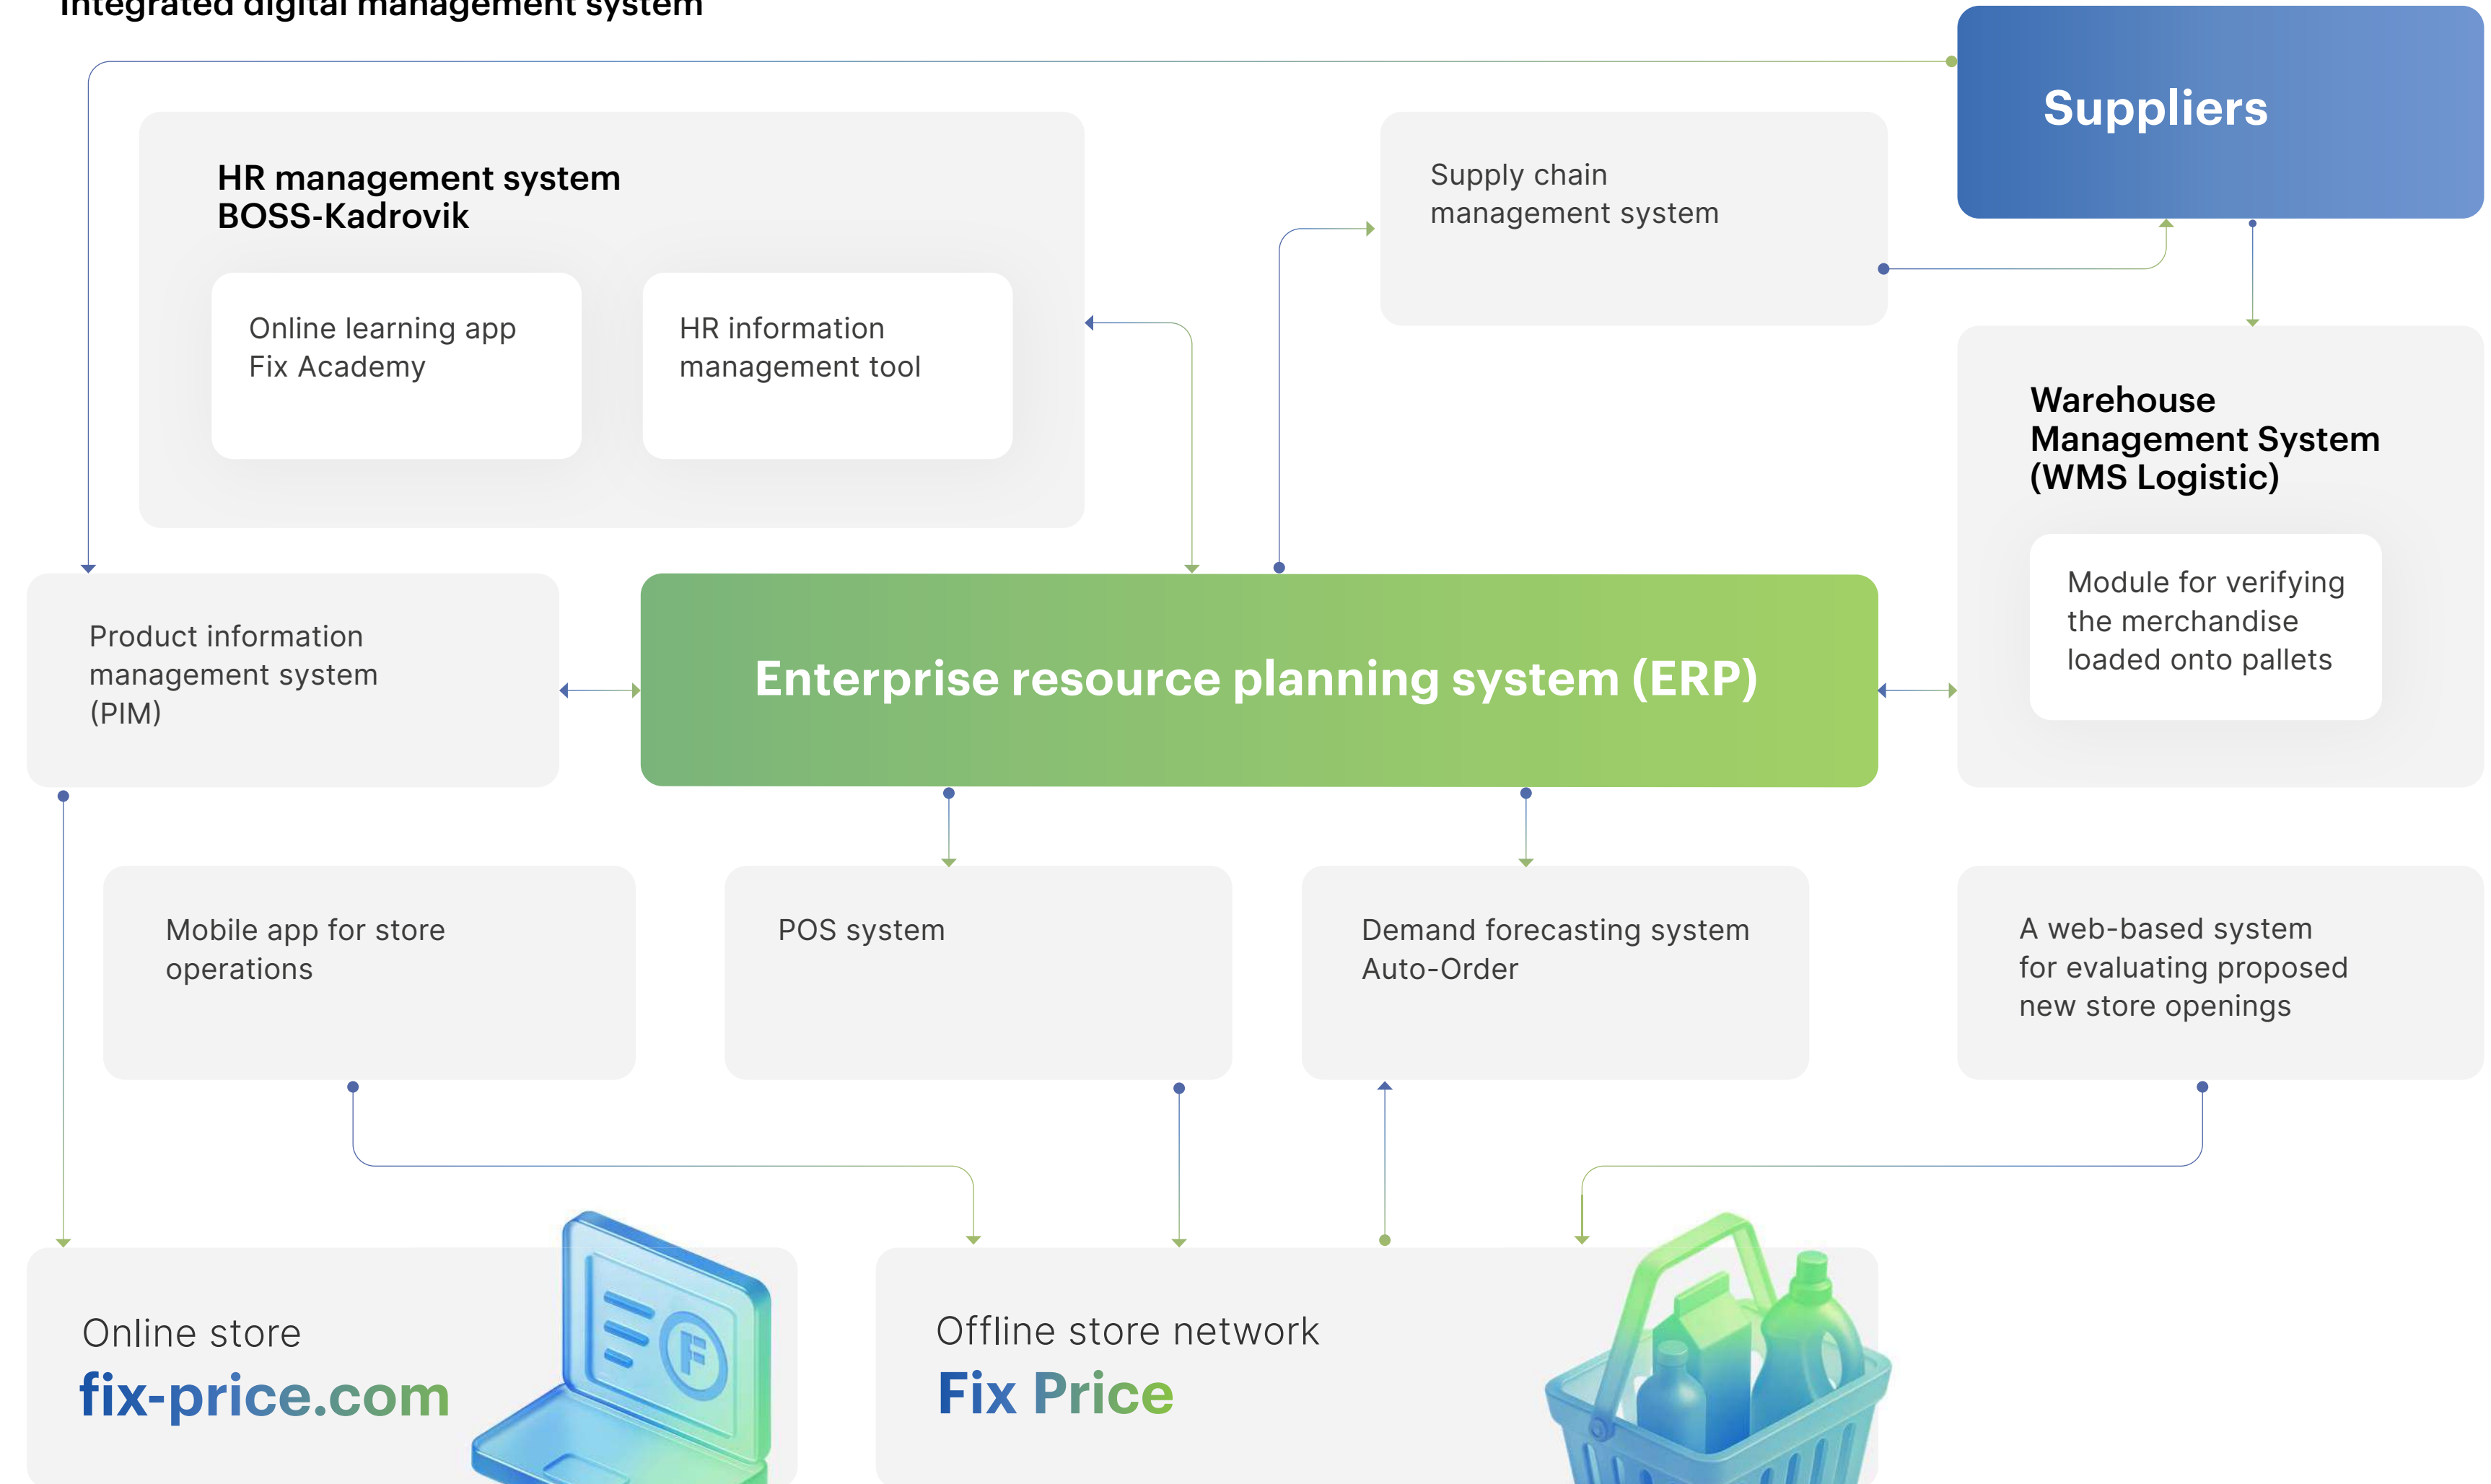 Integrated digital management system
Suppliers
HR management system
BOSS-Kadrovik
Online learning app
Fix Academy
HR information
management tool
Supply chain
management system
Warehouse
Management System
(WMS Logistic)
Module for verifying
the merchandise
loaded onto pallets
Product information
management system
(PIM)
Enterprise resource planning system (ERP)
Mobile app for store
operations
POS system
Demand forecasting system
Auto-Order
A web-based system
for evaluating proposed
new store openings
Online store
fix-price.com
F
Offline store network
Fix Price